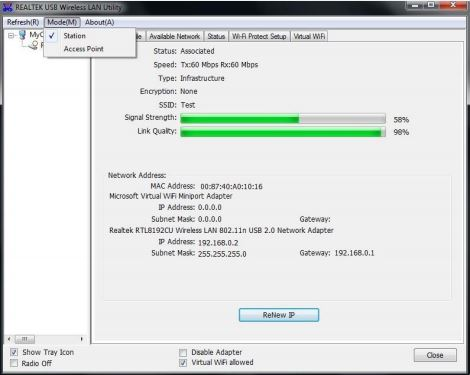 REALTEK USB Wireless LAN Utility
Refresh(R) Mode(M) About(A)
Station
Access Point
MyC
Available Network Status Wi-Fi Protect Setup Virtual WiFi
Status: Associated
Speed: Tx:60 Mbps Rx:60 Mbps
Type: Infrastructure
Encryption: None
SSID: Test
Signal Strength: 58%
Link Quality: 98%
Network Address:
MAC Address: 00:87:40:A0:10:16
Microsoft Virtual WiFi Miniport Adapter
IP Address: 0.0.0.0
Subnet Mask: 0.0.0.0 Gateway:
Realtek RTL8192CU Wireless LAN 802.11n USB 2.0 Network Adapter
IP Address: 192.168.0.2
Subnet Mask: 255.255.255.0 Gateway: 192.168.0.1
ReNew IP
Show Tray Icon Disable Adapter
Radio Off Virtual WiFi allowed
Close